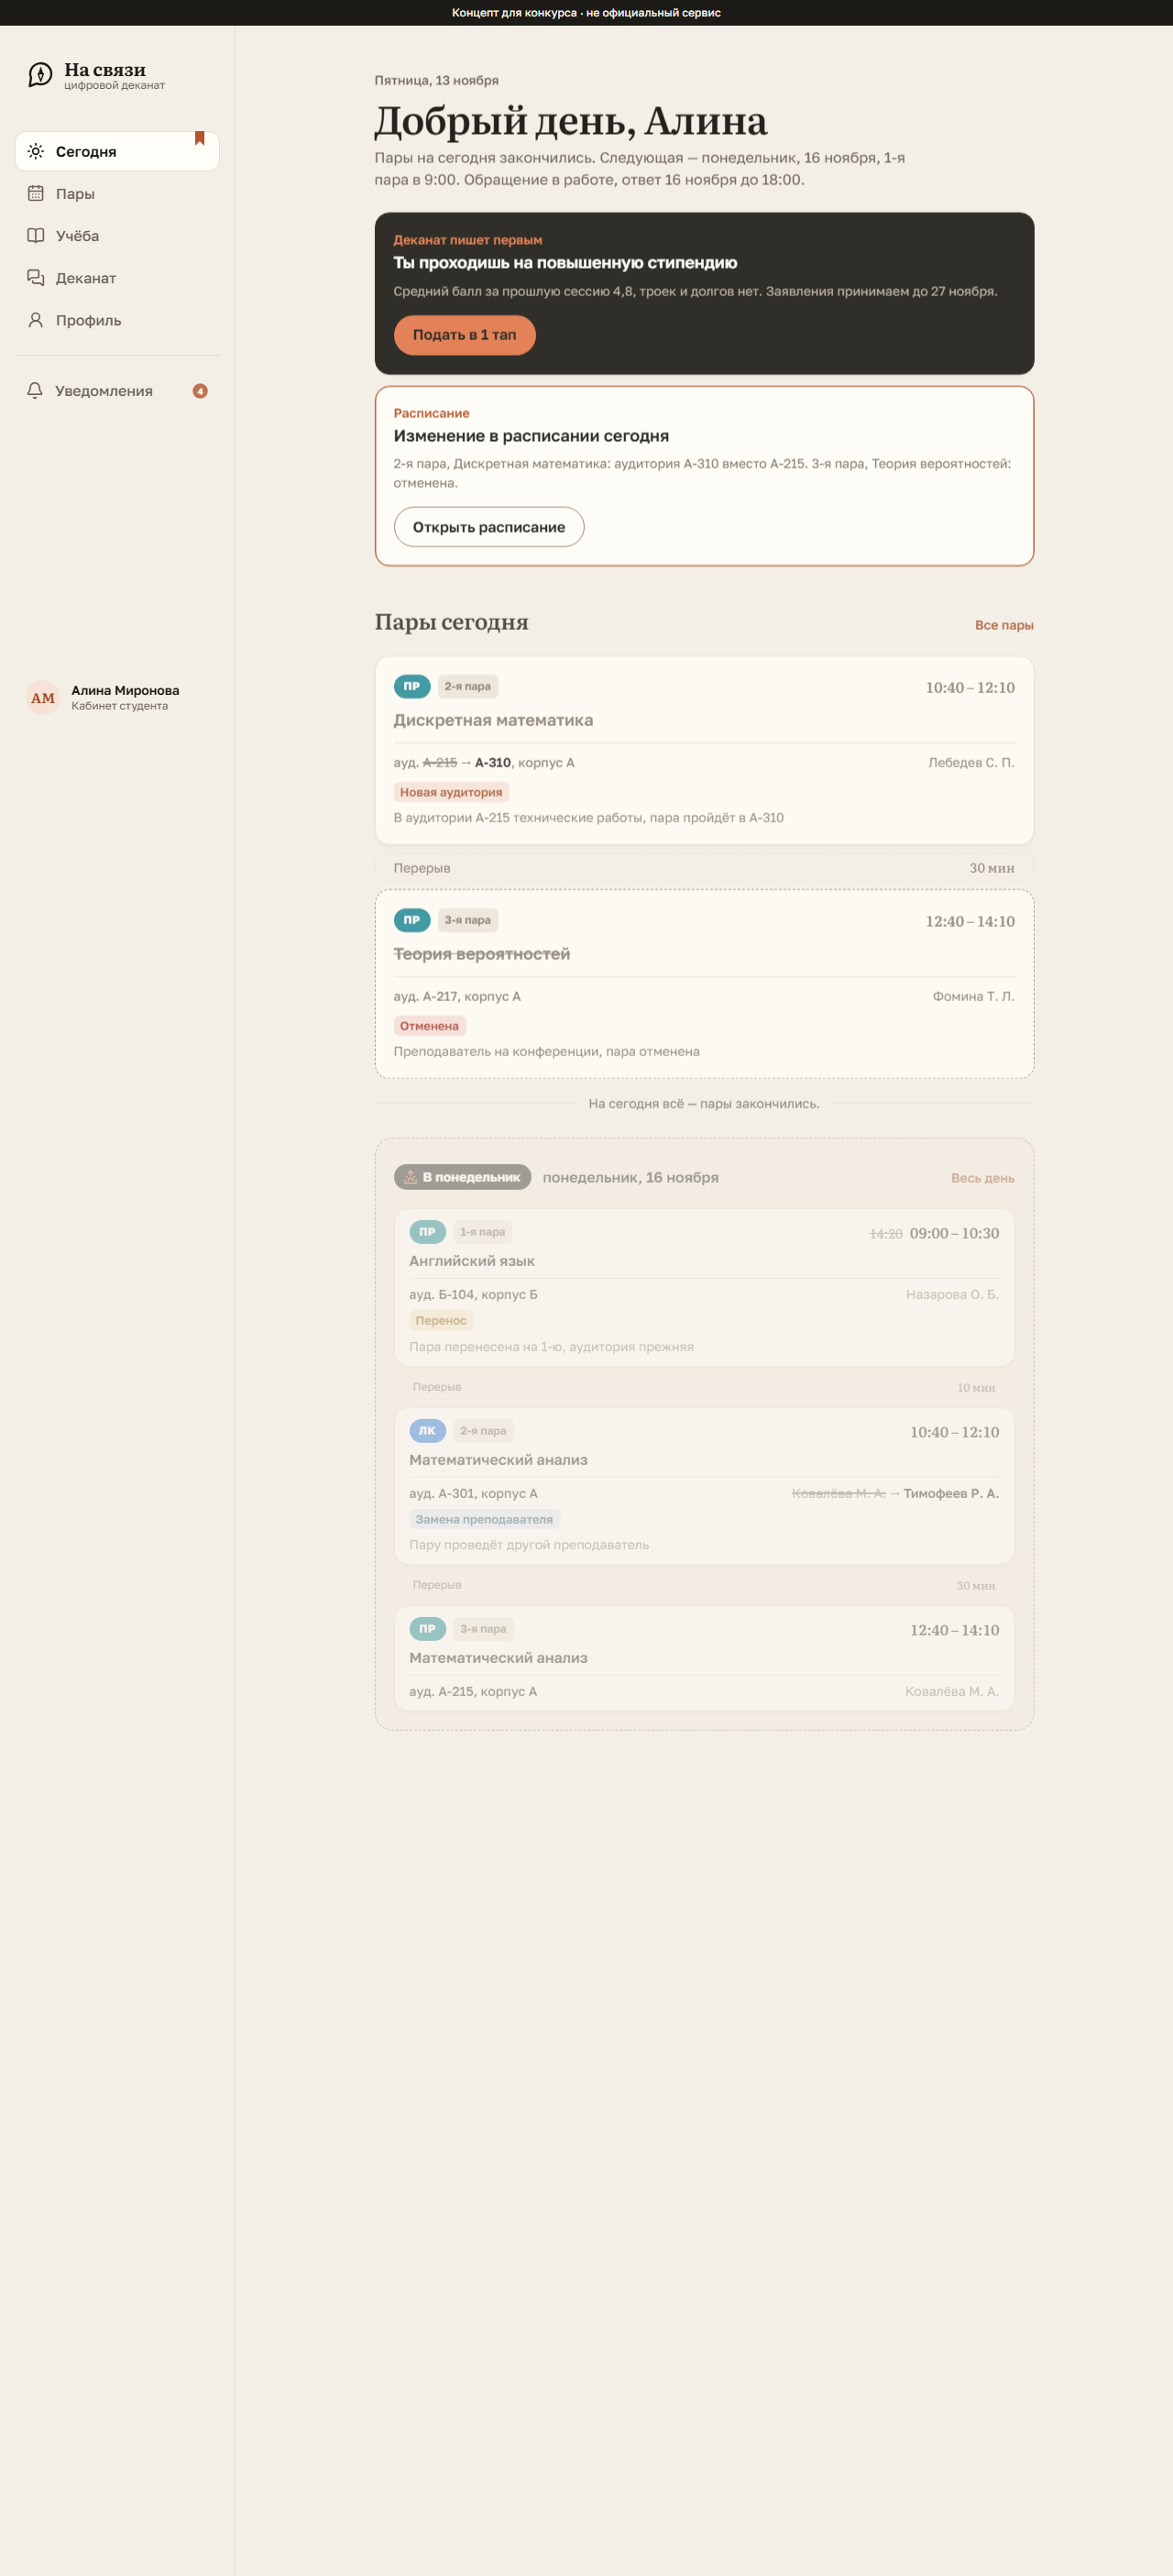 Концепт для конкурса · не официальный сервис
На связи
цифровой деканат
Сегодня
Пары
Учёба
Деканат
Профиль
Уведомления
4
Алина Миронова
АМ
Кабинет студента
Пятница, 13 ноября
Добрый день, Алина
Пары на сегодня закончились. Следующая — понедельник, 16 ноября, 1-я
пара в 9:00. Обращение в работе, ответ 16 ноября до 18:00.
Деканат пишет первым
Ты проходишь на повышенную стипендию
Средний балл за прошлую сессию 4,8, троек и долгов нет. Заявления принимаем до 27 ноября.
Подать в 1 тап
Расписание
Изменение в расписании сегодня
2-я пара, Дискретная математика: аудитория А-310 вместо А-215. 3-я пара, Теория вероятностей:
отменена.
Открыть расписание
Пары сегодня
Все пары
ПР 2-я пара 10:40 – 12:10
Дискретная математика
ауд. А-215 → А-310, корпус А Лебедев С. П.
Новая аудитория
В аудитории А-215 технические работы, пара пройдёт в А-310
Перерыв 30 мин
ПР 3-я пара 12:40 – 14:10
Теория вероятностей
ауд. А-217, корпус А Фомина Т. Л.
Отменена
Преподаватель на конференции, пара отменена
На сегодня всё — пары закончились.
В понедельник понедельник, 16 ноября Весь день
ПР 1-я пара 14:20 09:00 – 10:30
Английский язык
ауд. Б-104, корпус Б Назарова О. Б.
Перенос
Пара перенесена на 1-ю, аудитория прежняя
Перерыв 10 мин
ЛК 2-я пара 10:40 – 12:10
Математический анализ
ауд. А-301, корпус А Ковалёва М. А. → Тимофеев Р. А.
Замена преподавателя
Пару проведёт другой преподаватель
Перерыв 30 мин
ПР 3-я пара 12:40 – 14:10
Математический анализ
ауд. А-215, корпус А Ковалёва М. А.